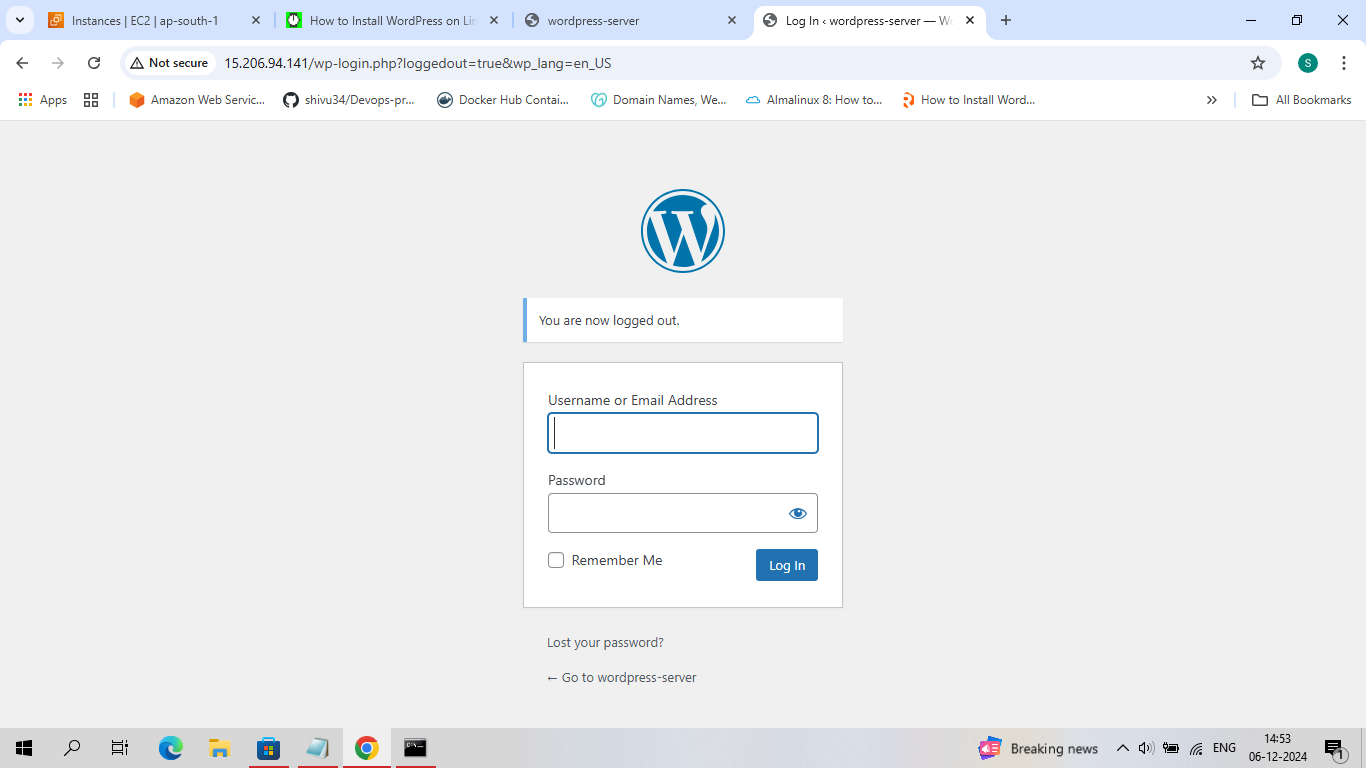 Instances | EC2 | ap-south-1
How to Install WordPress on Lin
wordpress-server
Log In ‹ wordpress-server — Wo
Not secure
15.206.94.141/wp-login.php?loggedout=true&wp_lang=en_US
S
Apps
Amazon Web Servic...
shivu34/Devops-pr...
Docker Hub Contai...
Domain Names, We...
Almalinux 8: How to...
How to Install Word...
All Bookmarks
You are now logged out.
Username or Email Address
Password
Remember Me
Log In
Lost your password?
← Go to wordpress-server
Breaking news
ENG
14:53
06-12-2024
1